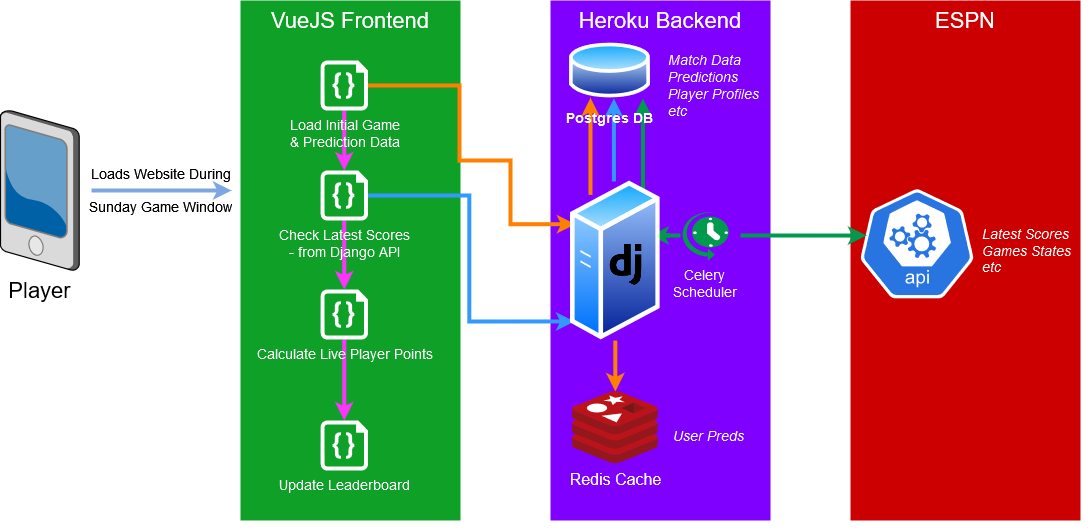 VueJS Frontend
Heroku Backend
ESPN
{}
Load Initial Game
& Prediction Data
Match Data
Predictions
Player Profiles
etc
Postgres DB
Loads Website During
Sunday Game Window
Player
{}
Check Latest Scores
- from Django API
dj
Celery
Scheduler
api
Latest Scores
Games States
etc
{}
Calculate Live Player Points
{}
Update Leaderboard
User Preds
Redis Cache